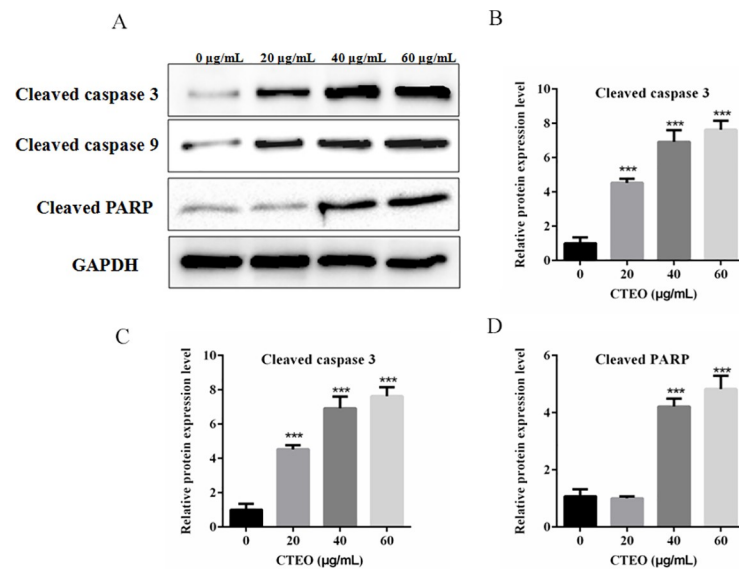 A
0 µg/mL 20 µg/mL 40 µg/mL 60 µg/mL
Cleaved caspase 3
Cleaved caspase 9
Cleaved PARP
GAPDH
B
Cleaved caspase 3
Relative protein expression level
10
8
6
4
2
0
***
***
***
0 20 40 60
CTEO (µg/mL)
C
Cleaved caspase 3
Relative protein expression level
10
8
6
4
2
0
***
***
***
0 20 40 60
CTEO (µg/mL)
D
Cleaved PARP
Relative protein expression level
6
4
2
0
***
***
0 20 40 60
CTEO (µg/mL)